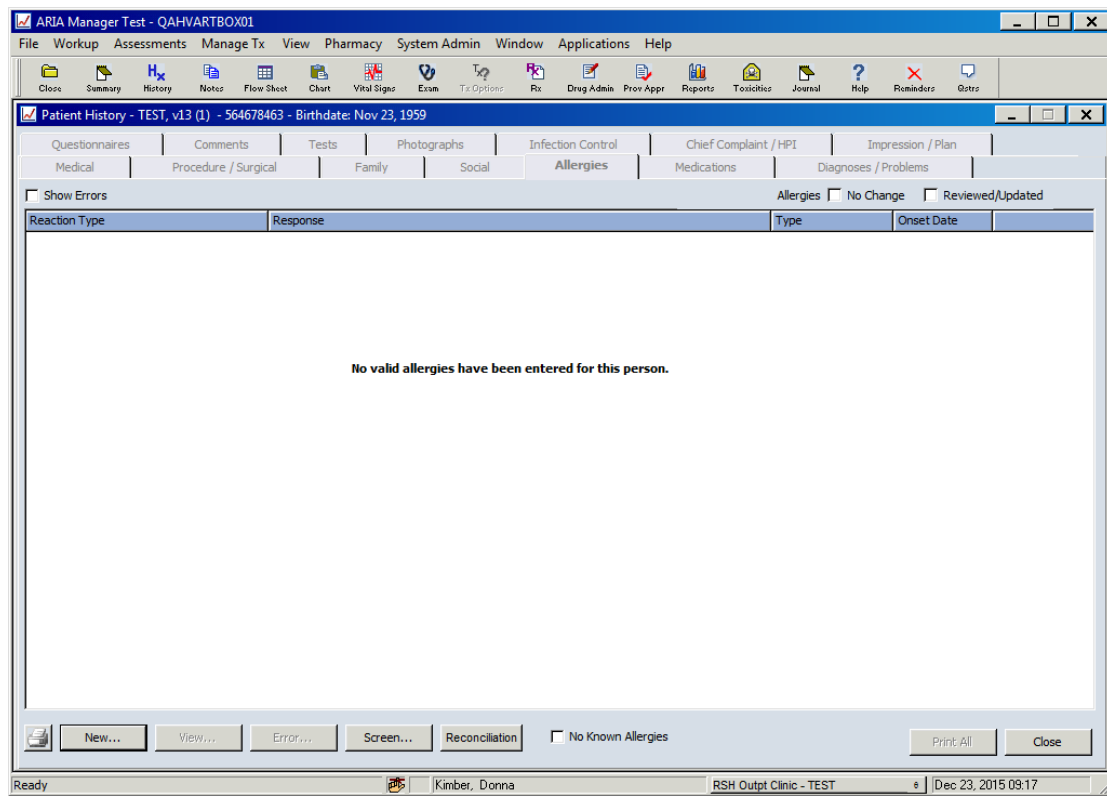 ARIA Manager Test - QAHVARTBOX01
File Workup Assessments Manage Tx View Pharmacy System Admin Window Applications Help
Hx Tx? Rx ?
Close Summary History Notes Flow Sheet Chart Vital Signs Exam Tx Options Rx Drug Admin Prov Appr Reports Toxicities Journal Help Reminders Qstrs
Patient History - TEST, v13 (1) - 564678463 - Birthdate: Nov 23, 1959
Questionnaires Comments Tests Photographs Infection Control Chief Complaint / HPI Impression / Plan
Medical Procedure / Surgical Family Social Allergies Medications Diagnoses / Problems
Show Errors Allergies No Change Reviewed/Updated
Reaction Type Response Type Onset Date
No valid allergies have been entered for this person.
New... View... Error... Screen... Reconciliation No Known Allergies Print All Close
Ready Kimber, Donna RSH Outpt Clinic - TEST Dec 23, 2015 09:17